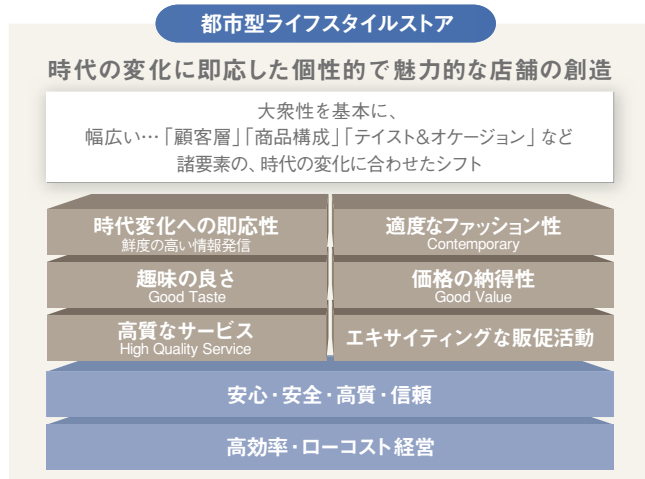 都市型ライフスタイルストア
時代の変化に即応した個性的で魅力的な店舗の創造
大衆性を基本に、
幅広い…「顧客層」「商品構成」「テイスト&オケージョン」など
諸要素の、時代の変化に合わせたシフト
時代変化への即応性
鮮度の高い情報発信
適度なファッション性
Contemporary
趣味の良さ
Good Taste
価格の納得性
Good Value
高質なサービス
High Quality Service
エキサイティングな販促活動
安心・安全・高質・信頼
高効率・ローコスト経営